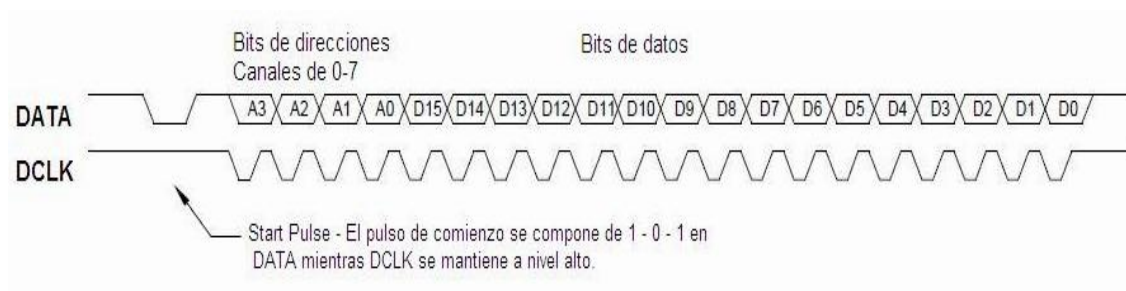 Bits de direcciones
Canales de 0-7
Bits de datos
DATA
A3 A2 A1 A0 D15 D14 D13 D12 D11 D10 D9 D8 D7 D6 D5 D4 D3 D2 D1 D0
DCLK
Start Pulse - El pulso de comienzo se compone de 1 - 0 - 1 en
DATA mientras DCLK se mantiene a nivel alto.